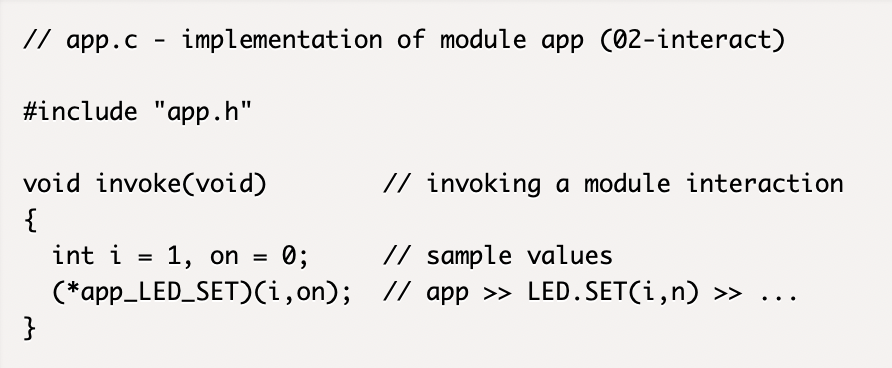 // app.c - implementation of module app (02-interact)
#include "app.h"
void invoke(void)        // invoking a module interaction
{
  int i = 1, on = 0;     // sample values
  (*app_LED_SET)(i,on);  // app >> LED.SET(i,n) >> ...
}